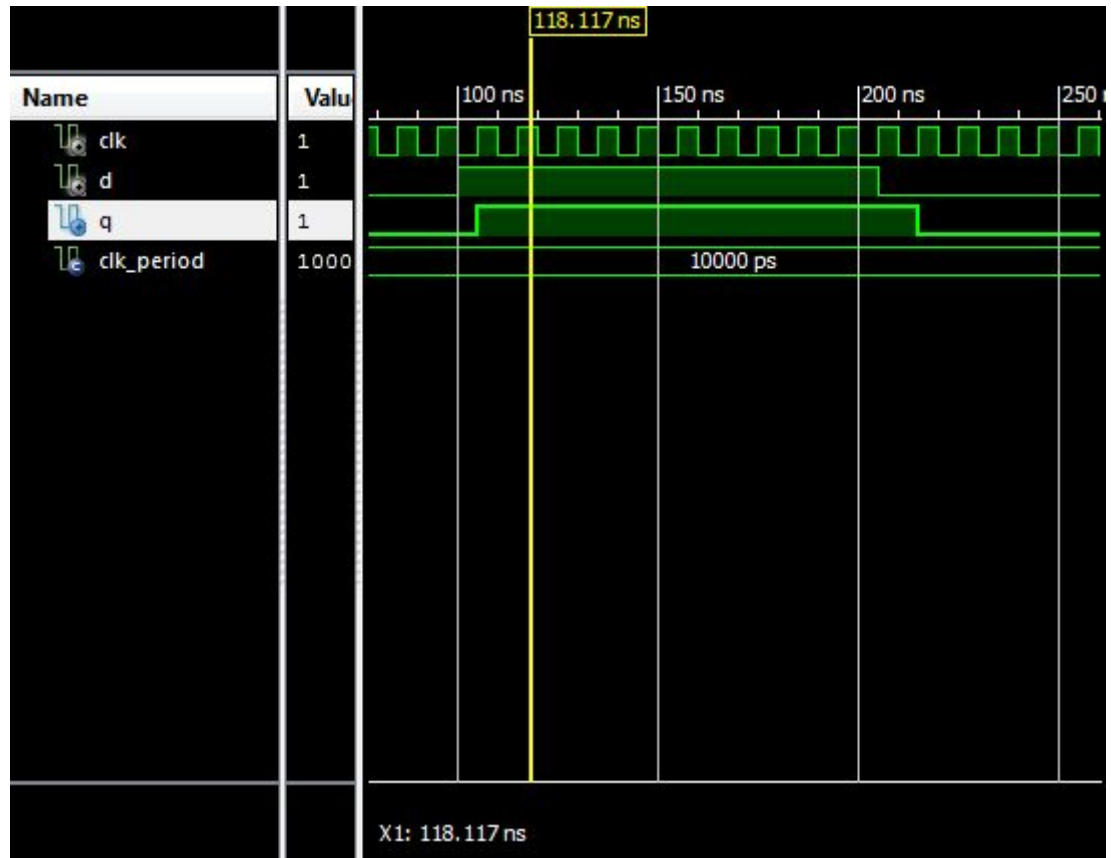 118.117 ns
Name Valu 100 ns 150 ns 200 ns 250
clk 1
d 1
q 1
clk_period 1000 10000 ps
X1: 118.117 ns